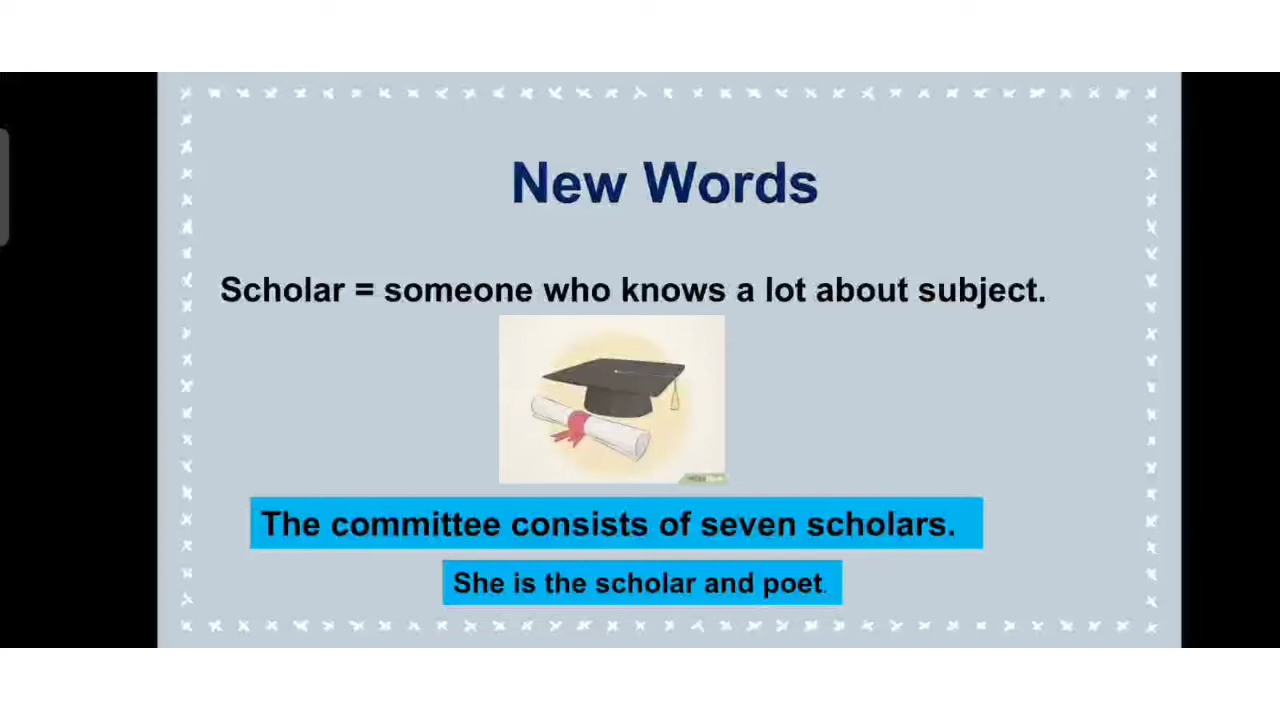 New Words
Scholar = someone who knows a lot about subject.
The committee consists of seven scholars.
She is the scholar and poet.